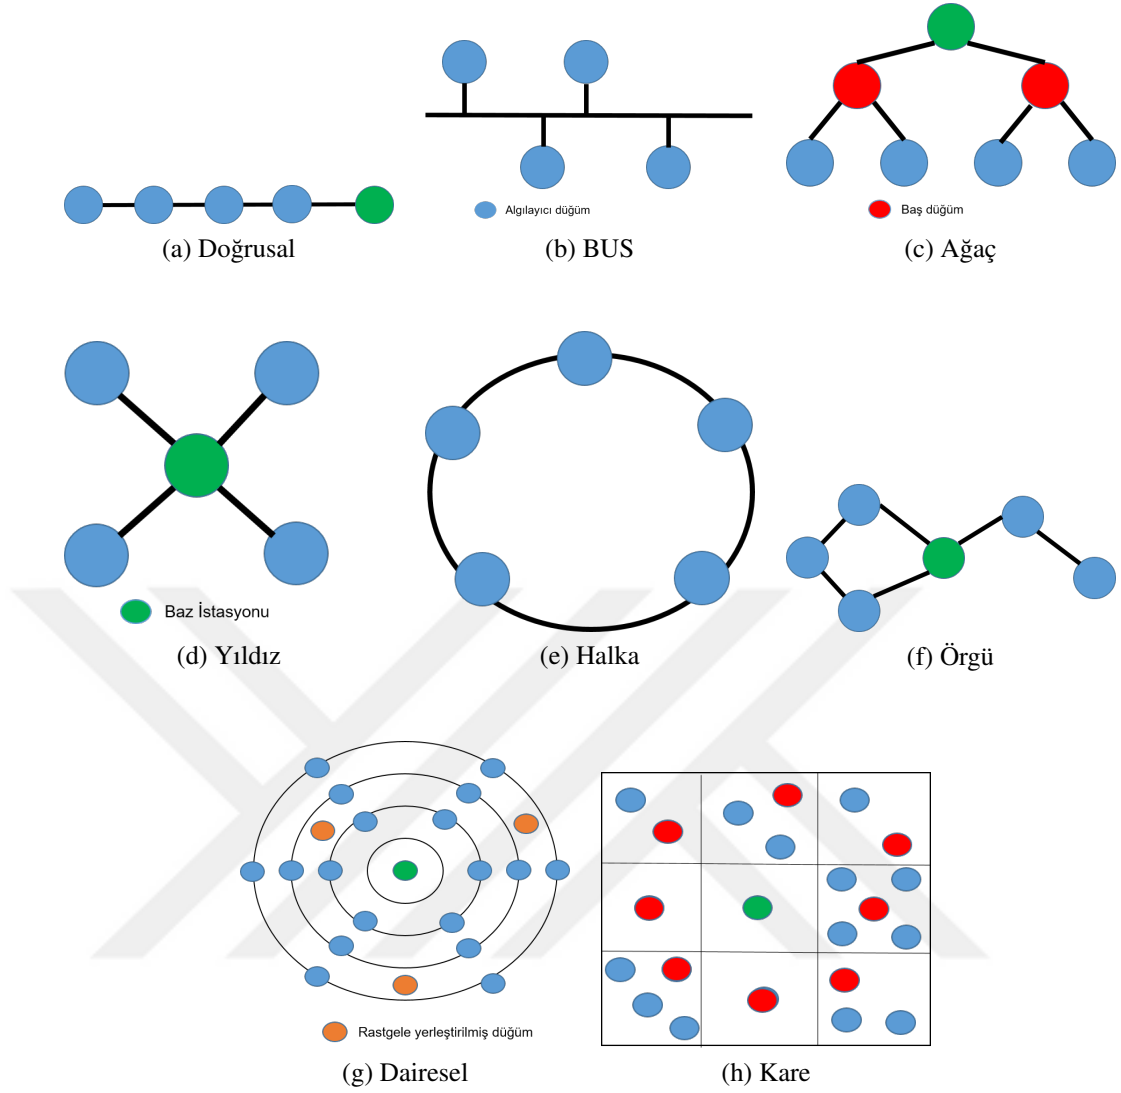 Algılayıcı düğüm
Baş düğüm
(a) Doğrusal
(b) BUS
(c) Ağaç
Baz İstasyonu
(d) Yıldız
(e) Halka
(f) Örgü
Rastgele yerleştirilmiş düğüm
(g) Dairesel
(h) Kare